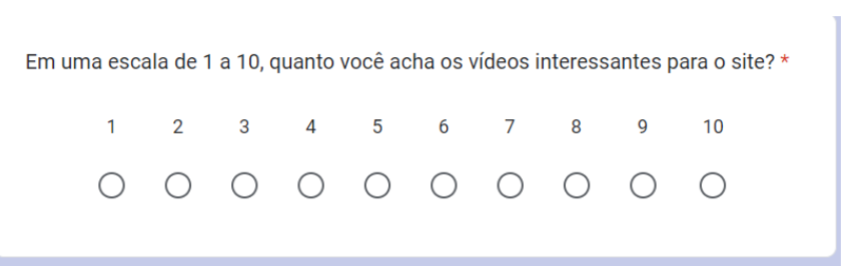 Em uma escala de 1 a 10, quanto você acha os vídeos interessantes para o site? *
1 2 3 4 5 6 7 8 9 10